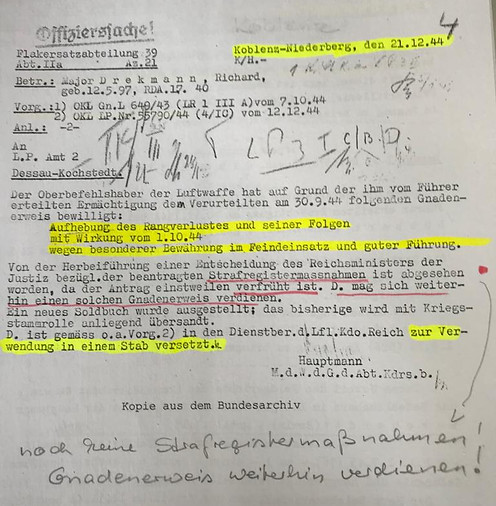 Koblenz
4
Offizierssache!
Flakersatzabteilung 39
Abt.IIa Az.21
Koblenz-Niederberg, den 21.12.44
K/H.-
Betr.: Major D r e k m a n n , Richard,
geb.12.5.97, RDA.17. 40
Vorg.:1) OKL Gn.L 649/43 (LR 1 III A)vom 7.10.44
2) OKL LP.Nr.55790/44 (4/IO) vom 12.12.44
Anl.: -2-
An
L.P. Amt 2
Dessau-Kochstedt.
Der Oberbefehlshaber der Luftwaffe hat auf Grund der ihm vom Führer
erteilten Ermächtigung dem Verurteilten am 30.9.44 folgenden Gnaden-
erweis bewilligt:
Aufhebung des Rangverlustes und seiner Folgen
mit Wirkung vom 1.10.44
wegen besonderer Bewährung im Feindeinsatz und guter Führung.
Von der Herbeiführung einer Entscheidung des Reichsministers der
Justiz bezügl.der beantragten Strafregistermassnahmen ist abgesehen
worden, da der Antrag einstweilen verfrüht ist. D. mag sich weiter-
hin einen solchen Gnadenerweis verdienen.
Ein neues Soldbuch wurde ausgestellt; das bisherige wird mit Kriegs-
stammrolle anliegend übersandt.
D. ist gemäss o.a.Vorg.2) in den Dienstber.d.Lfl.Kdo.Reich zur Ver-
wendung in einem Stab versetzt.
Hauptmann
M.d.W.d.G.d.Abt.Kdrs.b.
Kopie aus dem Bundesarchiv
noch keine Strafregistermaßnahmen!
Gnadenerweis weiterhin verdienen!